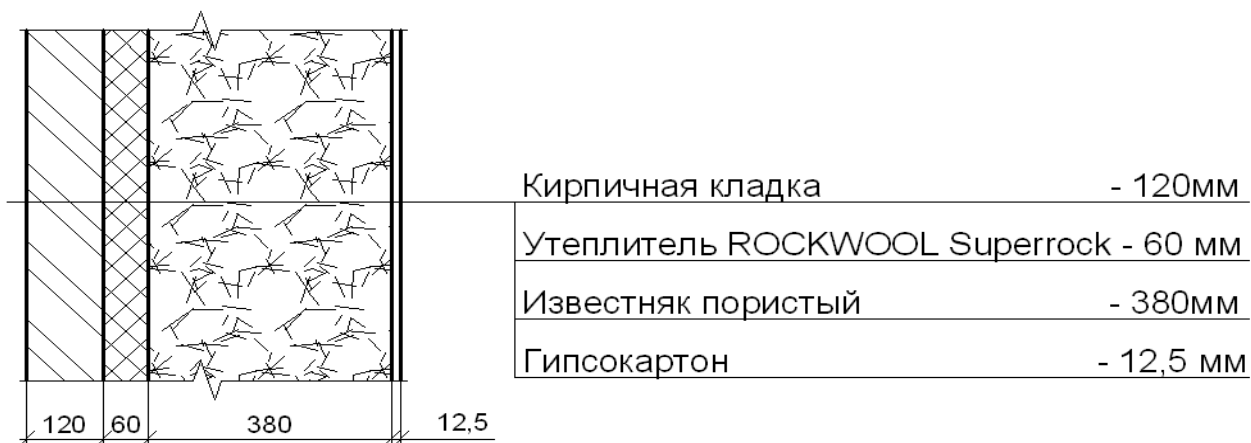 Кирпичная кладка - 120мм
Утеплитель ROCKWOOL Superrock - 60 мм
Известняк пористый - 380мм
Гипсокартон - 12,5 мм
120 60 380 12,5